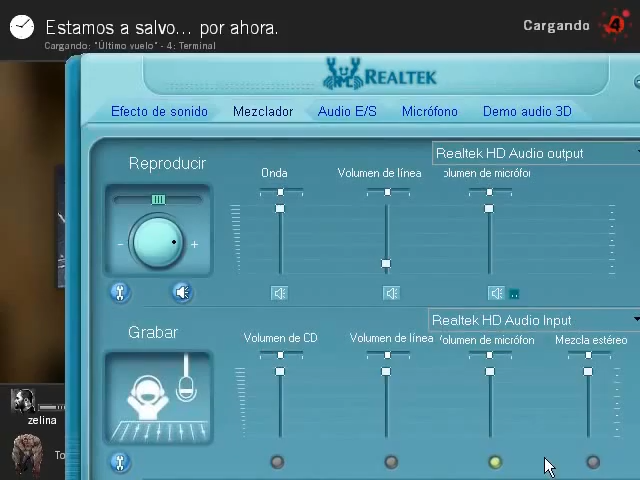 Estamos a salvo... por ahora.
Cargando: "Último vuelo" - 4: Terminal
Cargando
4
REALTEK
Efecto de sonido
Mezclador
Audio E/S
Micrófono
Demo audio 3D
Reproducir
Realtek HD Audio output
Onda
Volumen de línea
olumen de micrófo
- +
Grabar
Realtek HD Audio Input
Volumen de CD
Volumen de línea
olumen de micrófon
Mezcla estéreo
zelina
To